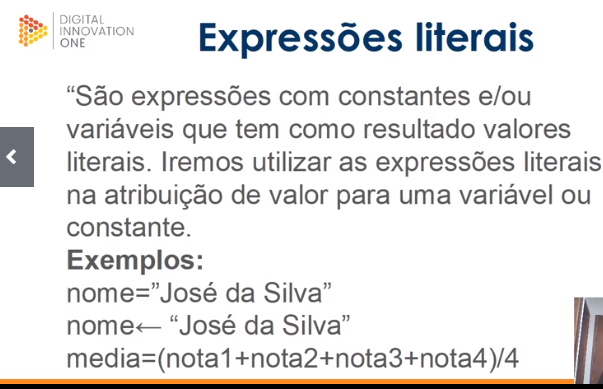 DIGITAL
INNOVATION
ONE
Expressões literais
“São expressões com constantes e/ou
variáveis que tem como resultado valores
literais. Iremos utilizar as expressões literais
na atribuição de valor para uma variável ou
constante.
Exemplos:
nome=”José da Silva”
nome← “José da Silva”
media=(nota1+nota2+nota3+nota4)/4